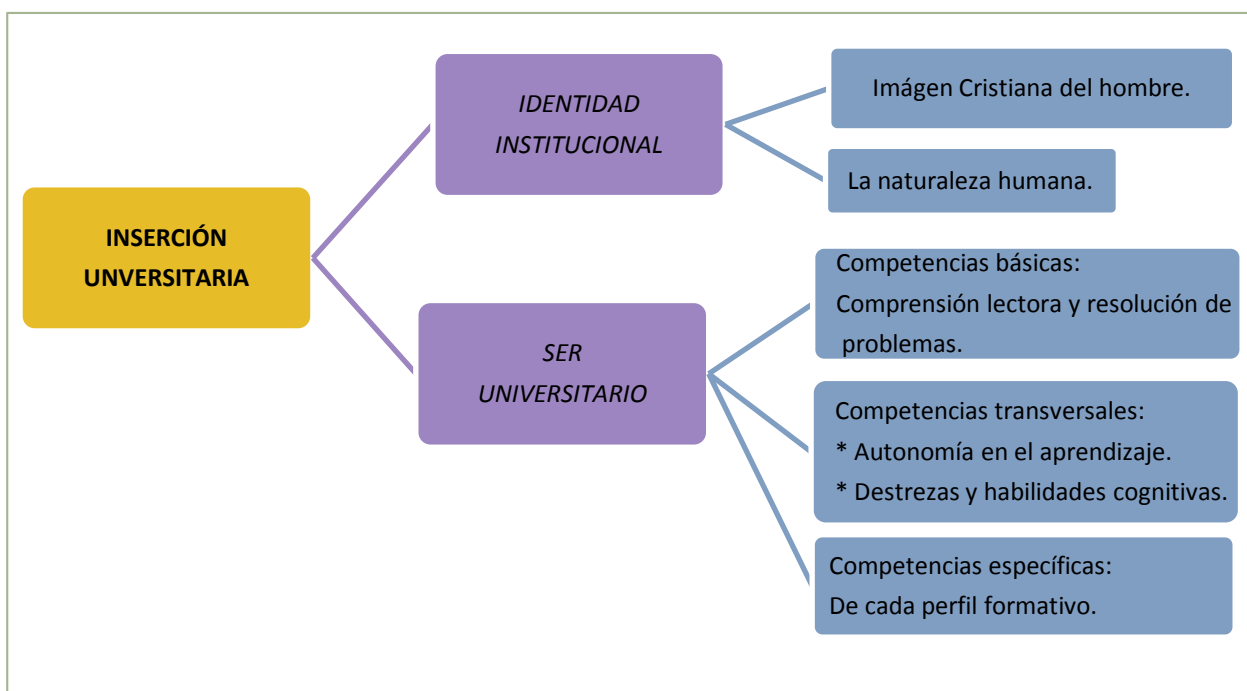 INSERCIÓN
UNVERSITARIA
IDENTIDAD
INSTITUCIONAL
Imágen Cristiana del hombre.
La naturaleza humana.
SER
UNIVERSITARIO
Competencias básicas:
Comprensión lectora y resolución de
problemas.
Competencias transversales:
* Autonomía en el aprendizaje.
* Destrezas y habilidades cognitivas.
Competencias específicas:
De cada perfil formativo.